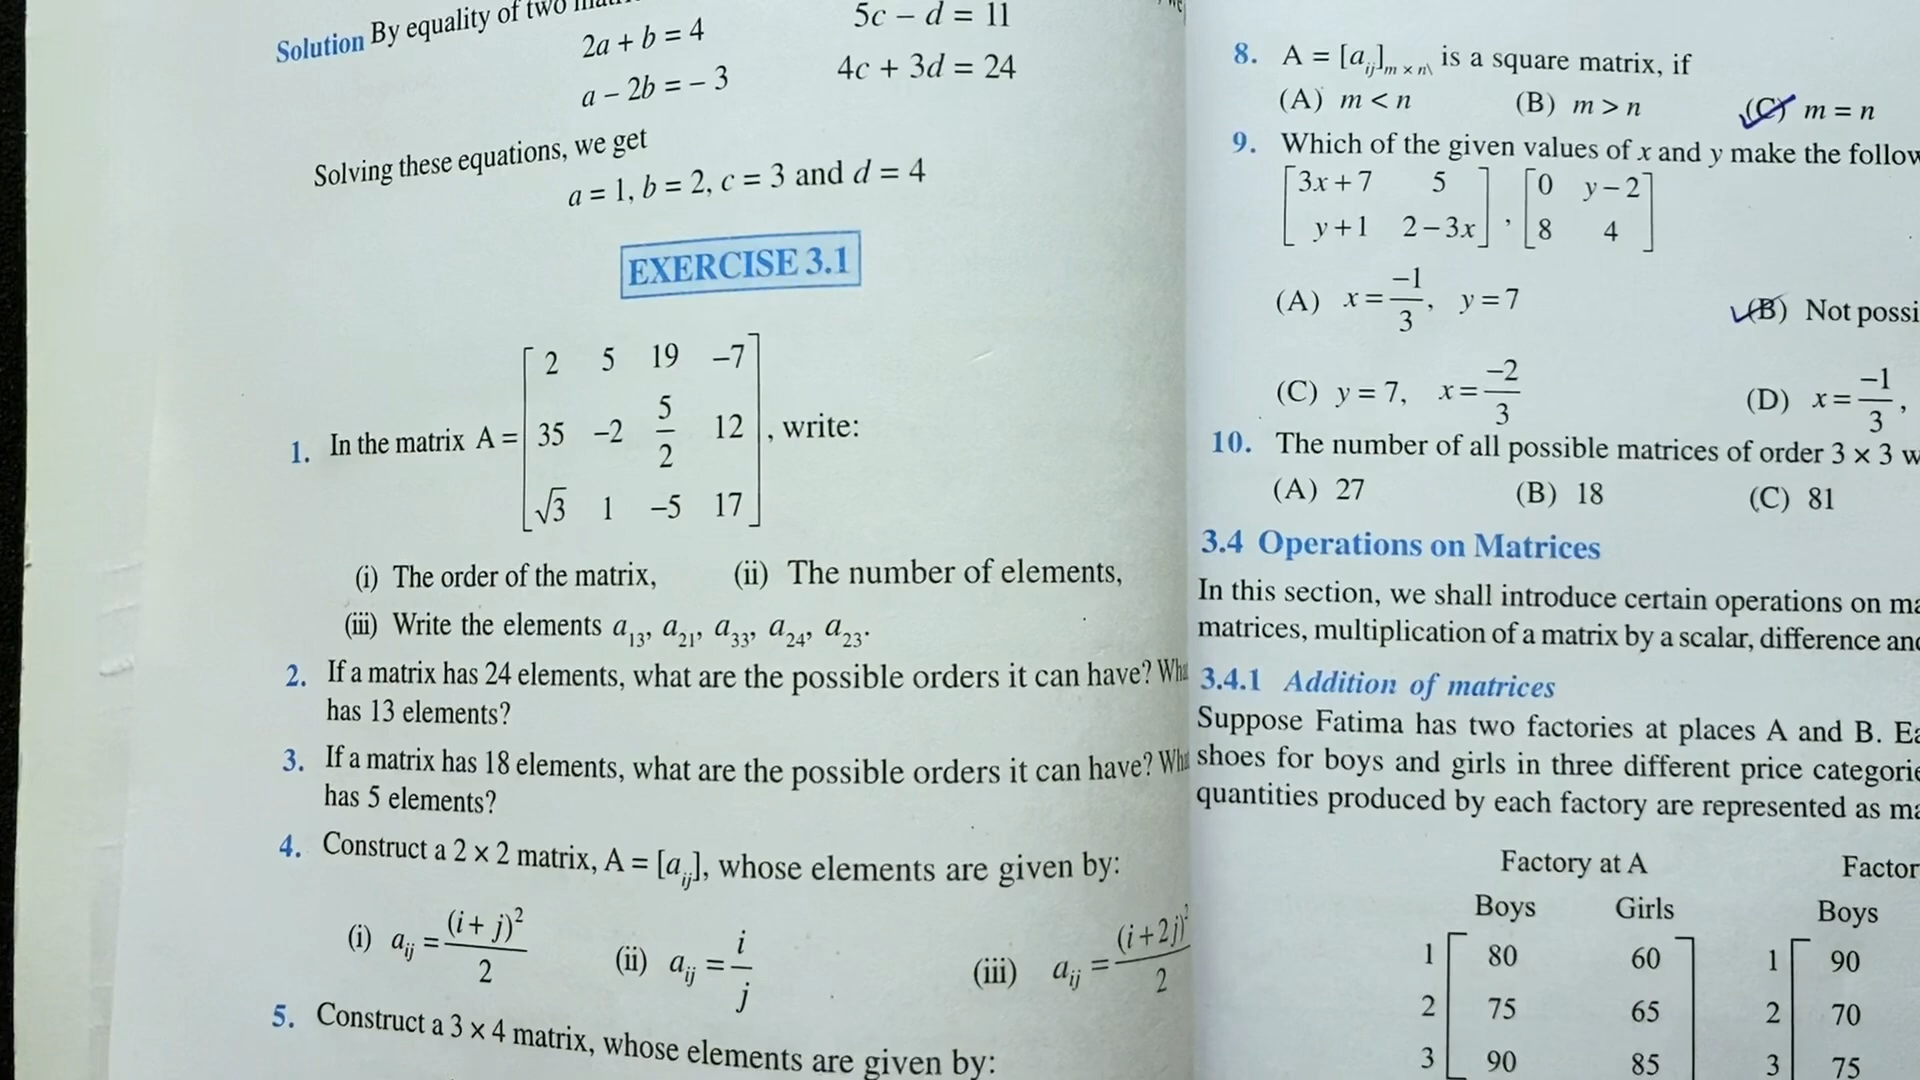 Solution By equality of two
2a + b = 4
5c – d = 11
a – 2b = – 3
4c + 3d = 24
Solving these equations, we get
a = 1, b = 2, c = 3 and d = 4
EXERCISE 3.1
1. In the matrix A = [2 5 19 –7
35 –2 5/2 12
√3 1 –5 17], write:
(i) The order of the matrix, (ii) The number of elements,
(iii) Write the elements a₁₃, a₂₁, a₃₃, a₂₄, a₂₃.
2. If a matrix has 24 elements, what are the possible orders it can have?
has 13 elements?
3. If a matrix has 18 elements, what are the possible orders it can have?
has 5 elements?
4. Construct a 2 × 2 matrix, A = [aᵢⱼ], whose elements are given by:
(i) aᵢⱼ = (i + j)²/2 (ii) aᵢⱼ = i/j (iii) aᵢⱼ = (i + 2j)²/2
5. Construct a 3 × 4 matrix, whose elements are given by:
8. A = [aᵢⱼ]m × n\ is a square matrix, if
(A) m < n (B) m > n (C) m = n
9. Which of the given values of x and y make the
[3x + 7 5
y + 1 2 – 3x] , [0 y – 2
8 4]
(A) x = –1/3, y = 7 (B) Not
(C) y = 7, x = –2/3 (D) x = –1/3,
10. The number of all possible matrices of order 3 × 3
(A) 27 (B) 18 (C) 81
3.4 Operations on Matrices
In this section, we shall introduce certain operations on
matrices, multiplication of a matrix by a scalar, difference
3.4.1 Addition of matrices
Suppose Fatima has two factories at places A and B.
shoes for boys and girls in three different price
quantities produced by each factory are represented as
Factory at A
Boys Girls Boys
1 80 60 1 90
2 75 65 2 70
3 90 85 3 75